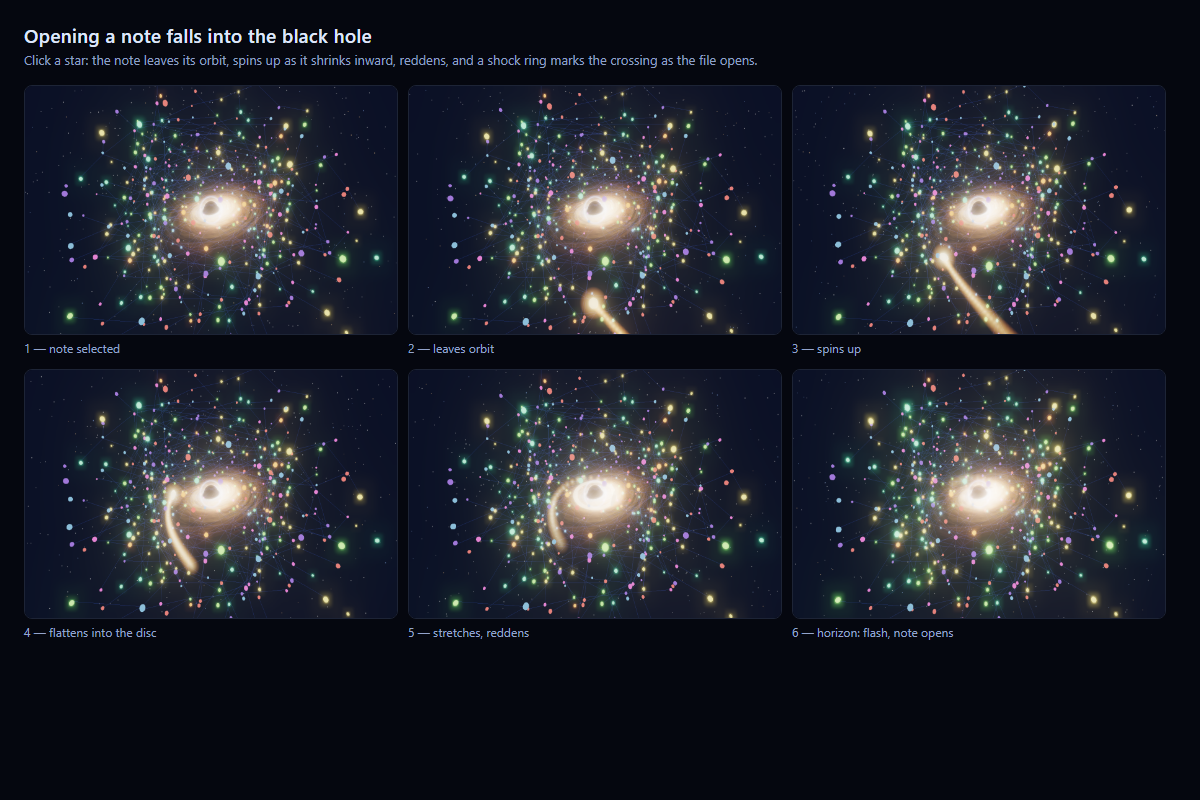 Opening a note falls into the black hole
Click a star: the note leaves its orbit, spins up as it shrinks inward, reddens, and a shock ring marks the crossing as the file opens.
1 — note selected
2 — leaves orbit
3 — spins up
4 — flattens into the disc
5 — stretches, reddens
6 — horizon: flash, note opens